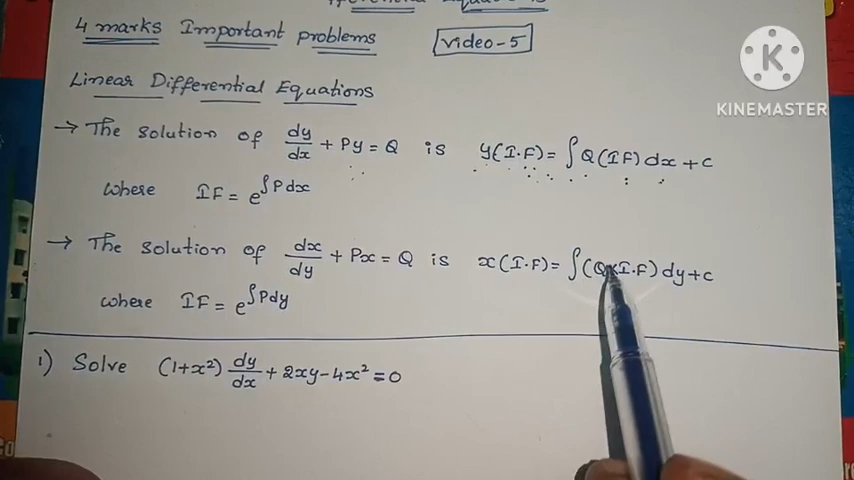 4 marks Important problems video-5
KINEMASTER
Linear Differential Equations
→ The solution of dy/dx + Py = Q is y(I.F) = ∫Q(IF)dx + c
where IF = e^∫Pdx
→ The solution of dx/dy + Px = Q is x(I.F) = ∫(Q×I.F)dy + c
where IF = e^∫Pdy
1) Solve (1+x²) dy/dx + 2xy - 4x² = 0